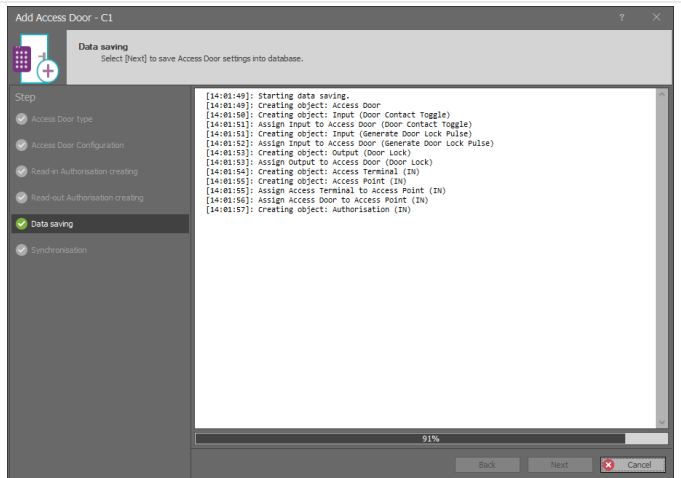 Add Access Door - C1
?
Data saving
Select [Next] to save Access Door settings into database.
Step
Access Door type
Access Door Configuration
Read-in Authorisation creating
Read-out Authorisation creating
Data saving
Synchronisation
[14:01:49]: Starting data saving.
[14:01:49]: Creating object: Access Door
[14:01:50]: Creating object: Input (Door Contact Toggle)
[14:01:51]: Assign Input to Access Door (Door Contact Toggle)
[14:01:51]: Creating object: Input (Generate Door Lock Pulse)
[14:01:52]: Assign Input to Access Door (Generate Door Lock Pulse)
[14:01:53]: Creating object: Output (Door Lock)
[14:01:53]: Assign Output to Access Door (Door Lock)
[14:01:54]: Creating object: Access Terminal (IN)
[14:01:55]: Creating object: Access Point (IN)
[14:01:55]: Assign Access Terminal to Access Point (IN)
[14:01:56]: Assign Access Door to Access Point (IN)
[14:01:57]: Creating object: Authorisation (IN)
91%
Back
Next
Cancel